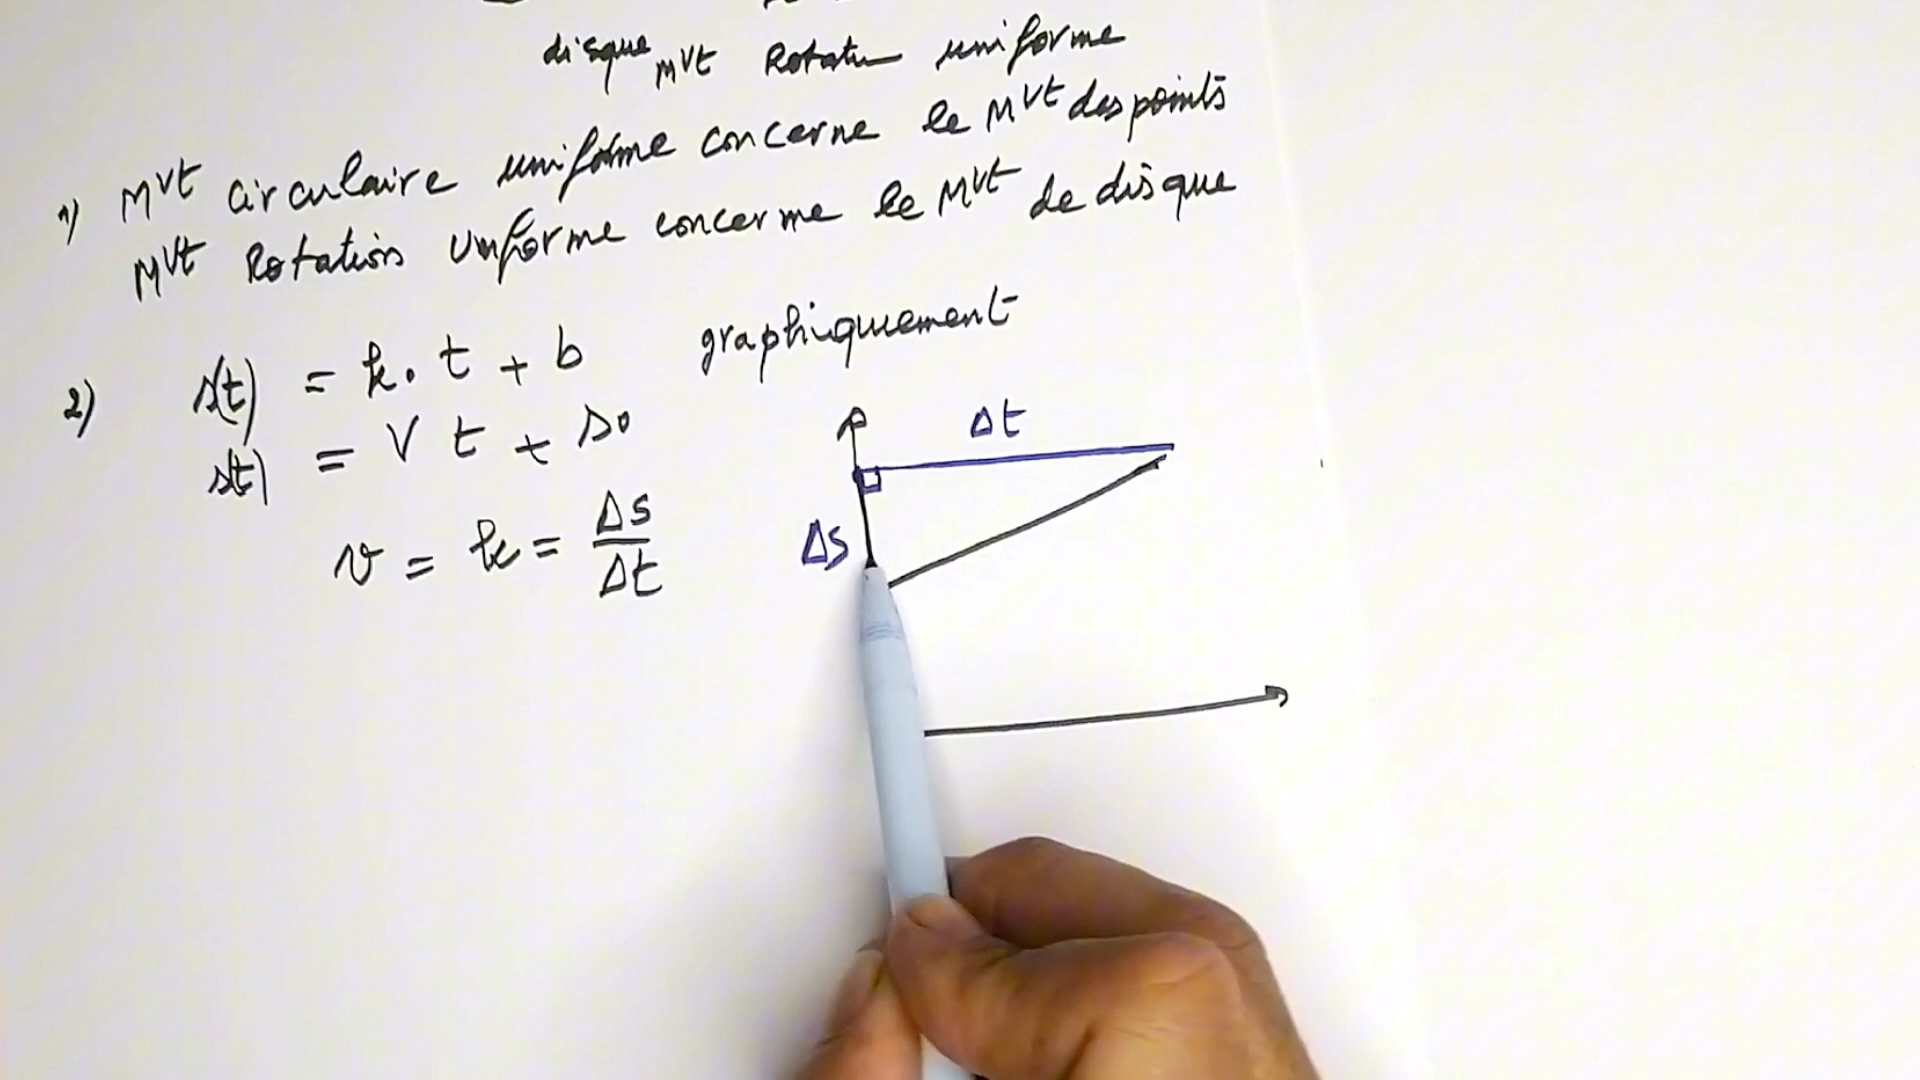 disque Mvt Rotation uniforme
1) Mvt circulaire uniforme concerne le Mvt des points
Mvt Rotation uniforme concerne le Mvt de disque
2) s(t) = k. t + b graphiquement
s(t) = V t + s0
v = k = Δs/Δt
Δt
Δs